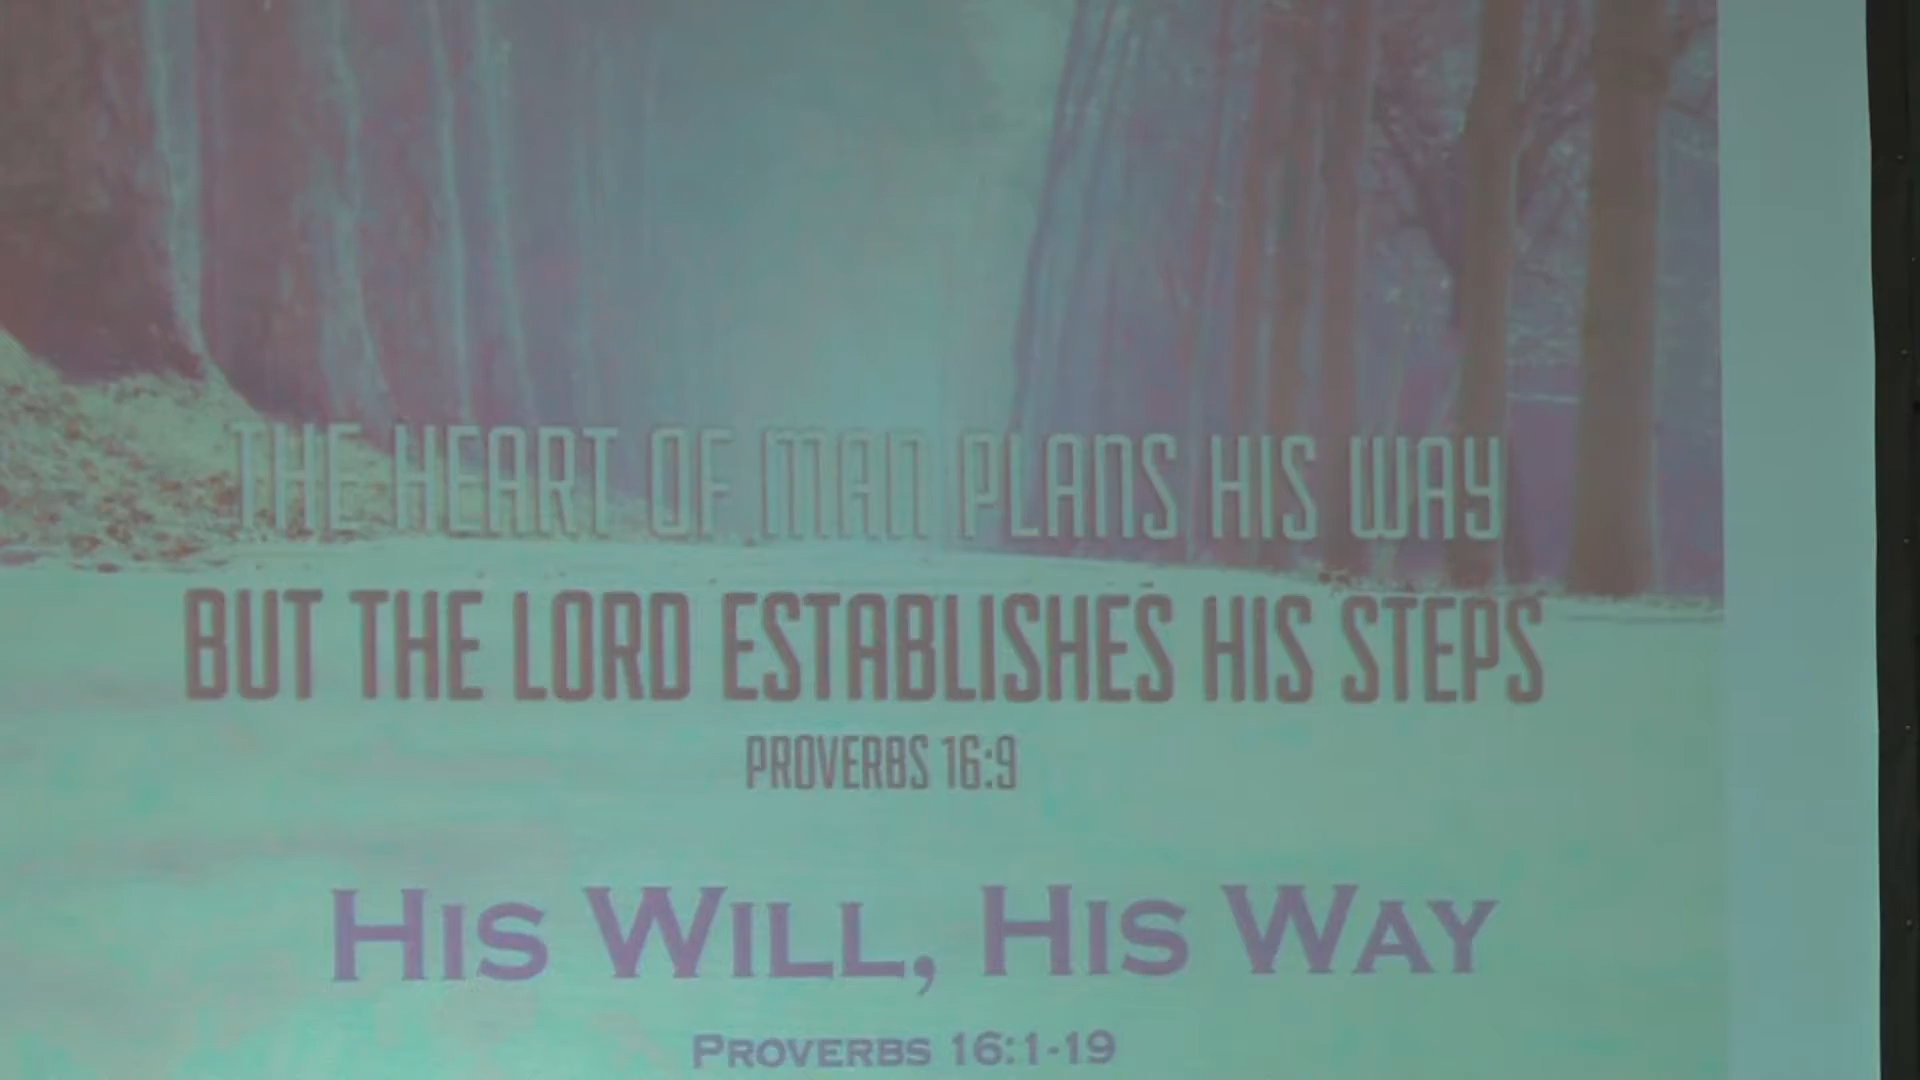 THE HEART OF MAN PLANS HIS WAY
BUT THE LORD ESTABLISHES HIS STEPS
PROVERBS 16:9
HIS WILL, HIS WAY
PROVERBS 16:1-19